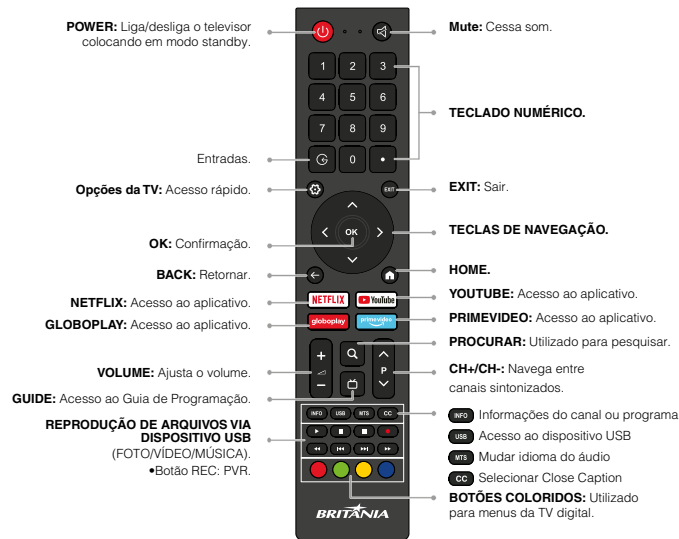 POWER: Liga/desliga o televisor
colocando em modo standby.
Entradas.
Opções da TV: Acesso rápido.
OK: Confirmação.
BACK: Retornar.
NETFLIX: Acesso ao aplicativo.
GLOBOPLAY: Acesso ao aplicativo.
VOLUME: Ajusta o volume.
GUIDE: Acesso ao Guia de Programação.
REPRODUÇÃO DE ARQUIVOS VIA
DISPOSITIVO USB
(FOTO/VÍDEO/MÚSICA).
•Botão REC: PVR.
1 2 3
4 5 6
7 8 9
0 •
EXIT
OK
NETFLIX YouTube
globoplay primevideo
+
P
−
INFO USB MTS CC
BRITÂNIA
Mute: Cessa som.
TECLADO NUMÉRICO.
EXIT: Sair.
TECLAS DE NAVEGAÇÃO.
HOME.
YOUTUBE: Acesso ao aplicativo.
PRIMEVIDEO: Acesso ao aplicativo.
PROCURAR: Utilizado para pesquisar.
CH+/CH-: Navega entre
canais sintonizados.
INFO Informações do canal ou programa
USB Acesso ao dispositivo USB
MTS Mudar idioma do áudio
CC Selecionar Close Caption
BOTÕES COLORIDOS: Utilizado
para menus da TV digital.